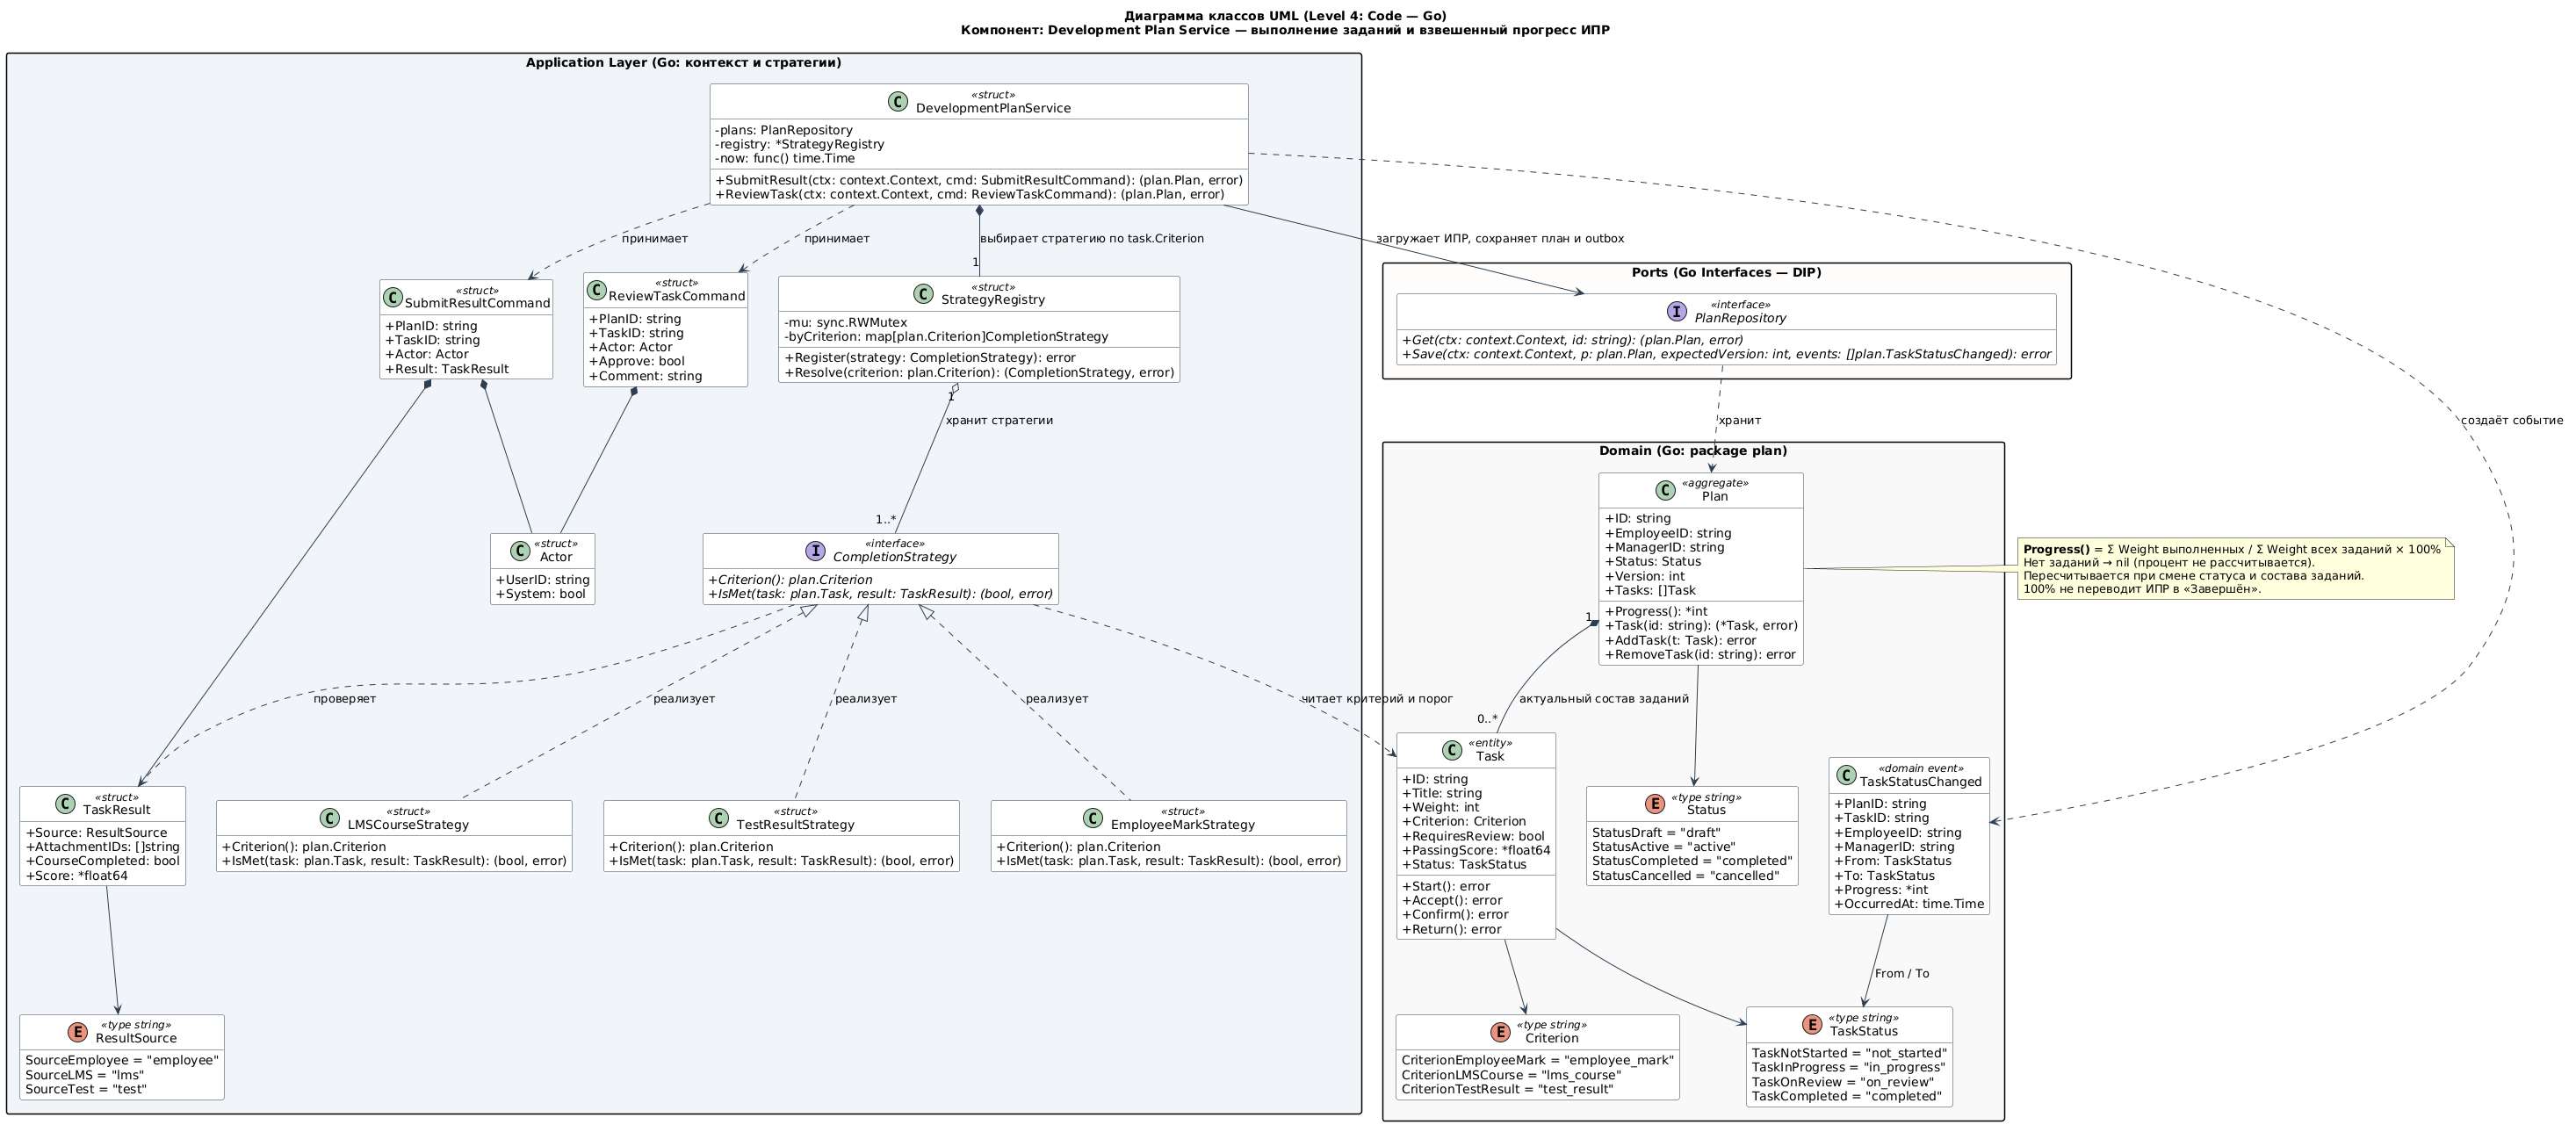 Диаграмма классов UML (Level 4: Code — Go)
Компонент: Development Plan Service — выполнение заданий и взвешенный прогресс ИПР
Application Layer (Go: контекст и стратегии)
«struct»
C DevelopmentPlanService
-plans: PlanRepository
-registry: *StrategyRegistry
-now: func() time.Time
+SubmitResult(ctx: context.Context, cmd: SubmitResultCommand): (plan.Plan, error)
+ReviewTask(ctx: context.Context, cmd: ReviewTaskCommand): (plan.Plan, error)
принимает
принимает
выбирает стратегию по task.Criterion
1
загружает ИПР, сохраняет план и outbox
«struct»
C SubmitResultCommand
+PlanID: string
+TaskID: string
+Actor: Actor
+Result: TaskResult
«struct»
C ReviewTaskCommand
+PlanID: string
+TaskID: string
+Actor: Actor
+Approve: bool
+Comment: string
«struct»
C StrategyRegistry
-mu: sync.RWMutex
-byCriterion: map[plan.Criterion]CompletionStrategy
+Register(strategy: CompletionStrategy): error
+Resolve(criterion: plan.Criterion): (CompletionStrategy, error)
1
хранит стратегии
1..*
Ports (Go Interfaces — DIP)
«interface»
I PlanRepository
+Get(ctx: context.Context, id: string): (plan.Plan, error)
+Save(ctx: context.Context, p: plan.Plan, expectedVersion: int, events: []plan.TaskStatusChanged): error
хранит
создаёт событие
«struct»
C Actor
+UserID: string
+System: bool
«interface»
I CompletionStrategy
+Criterion(): plan.Criterion
+IsMet(task: plan.Task, result: TaskResult): (bool, error)
проверяет
реализует
реализует
реализует
читает критерий и порог
Domain (Go: package plan)
«aggregate»
C Plan
+ID: string
+EmployeeID: string
+ManagerID: string
+Status: Status
+Version: int
+Tasks: []Task
+Progress(): *int
+Task(id: string): (*Task, error)
+AddTask(t: Task): error
+RemoveTask(id: string): error
Progress() = Σ Weight выполненных / Σ Weight всех заданий × 100%
Нет заданий → nil (процент не рассчитывается).
Пересчитывается при смене статуса и состава заданий.
100% не переводит ИПР в «Завершён».
1
актуальный состав заданий
0..*
«struct»
C TaskResult
+Source: ResultSource
+AttachmentIDs: []string
+CourseCompleted: bool
+Score: *float64
«struct»
C LMSCourseStrategy
+Criterion(): plan.Criterion
+IsMet(task: plan.Task, result: TaskResult): (bool, error)
«struct»
C TestResultStrategy
+Criterion(): plan.Criterion
+IsMet(task: plan.Task, result: TaskResult): (bool, error)
«struct»
C EmployeeMarkStrategy
+Criterion(): plan.Criterion
+IsMet(task: plan.Task, result: TaskResult): (bool, error)
«entity»
C Task
+ID: string
+Title: string
+Weight: int
+Criterion: Criterion
+RequiresReview: bool
+PassingScore: *float64
+Status: TaskStatus
+Start(): error
+Accept(): error
+Confirm(): error
+Return(): error
«type string»
E Status
StatusDraft = "draft"
StatusActive = "active"
StatusCompleted = "completed"
StatusCancelled = "cancelled"
«domain event»
C TaskStatusChanged
+PlanID: string
+TaskID: string
+EmployeeID: string
+ManagerID: string
+From: TaskStatus
+To: TaskStatus
+Progress: *int
+OccurredAt: time.Time
From / To
«type string»
E ResultSource
SourceEmployee = "employee"
SourceLMS = "lms"
SourceTest = "test"
«type string»
E Criterion
CriterionEmployeeMark = "employee_mark"
CriterionLMSCourse = "lms_course"
CriterionTestResult = "test_result"
«type string»
E TaskStatus
TaskNotStarted = "not_started"
TaskInProgress = "in_progress"
TaskOnReview = "on_review"
TaskCompleted = "completed"